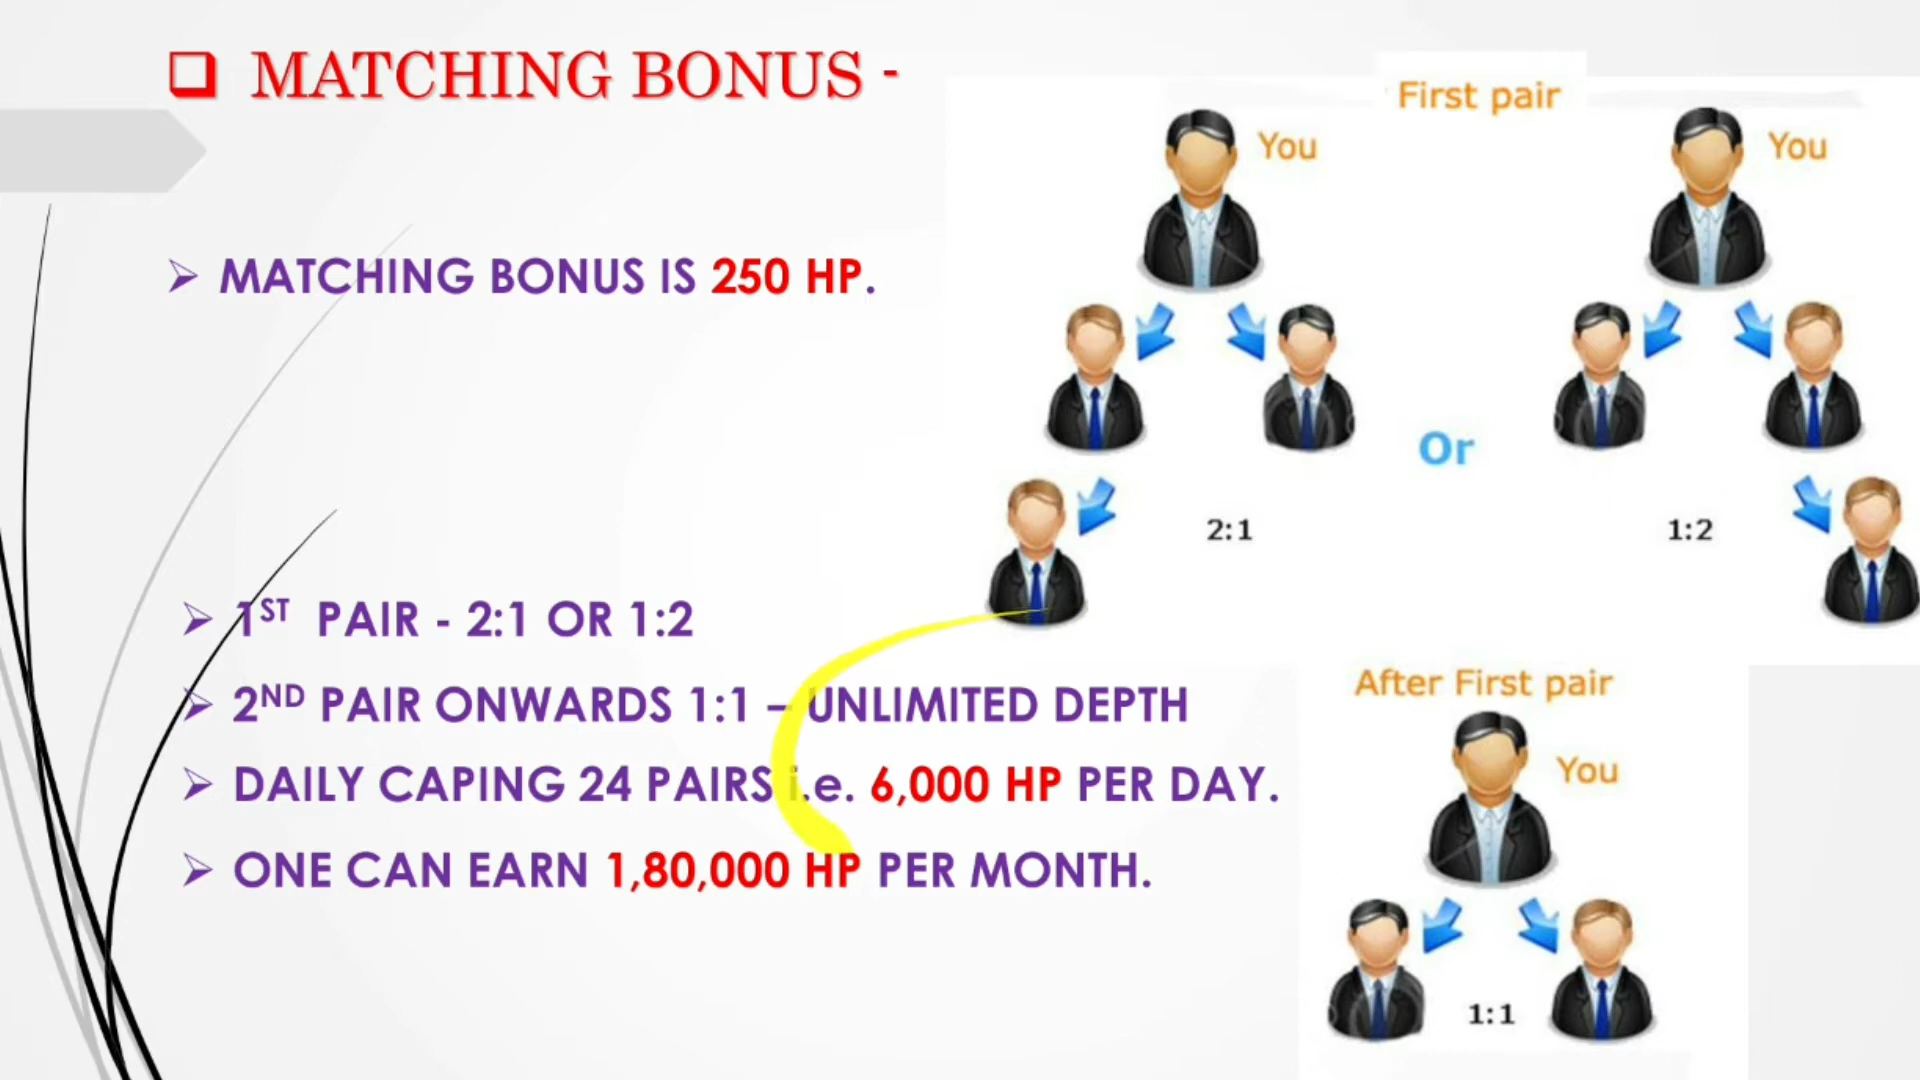 MATCHING BONUS -
MATCHING BONUS IS 250 HP.
1ST PAIR - 2:1 OR 1:2
2ND PAIR ONWARDS 1:1 – UNLIMITED DEPTH
DAILY CAPING 24 PAIRS i.e. 6,000 HP PER DAY.
ONE CAN EARN 1,80,000 HP PER MONTH.
First pair
You
You
Or
2:1
1:2
After First pair
You
1:1